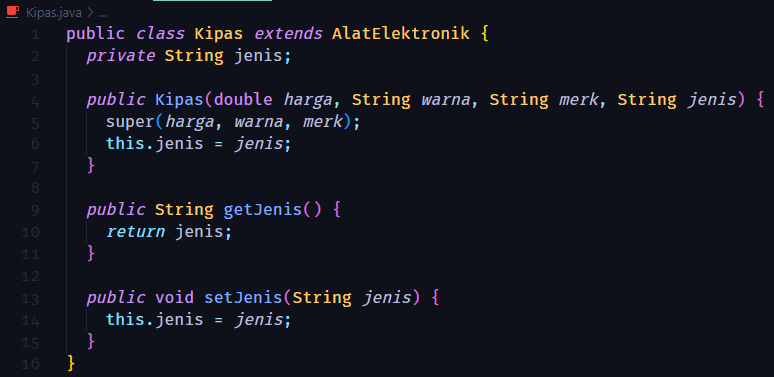 Kipas.java > ...
1 public class Kipas extends AlatElektronik {
2 private String jenis;
3
4 public Kipas(double harga, String warna, String merk, String jenis) {
5 super(harga, warna, merk);
6 this.jenis = jenis;
7 }
8
9 public String getJenis() {
10 return jenis;
11 }
12
13 public void setJenis(String jenis) {
14 this.jenis = jenis;
15 }
16 }